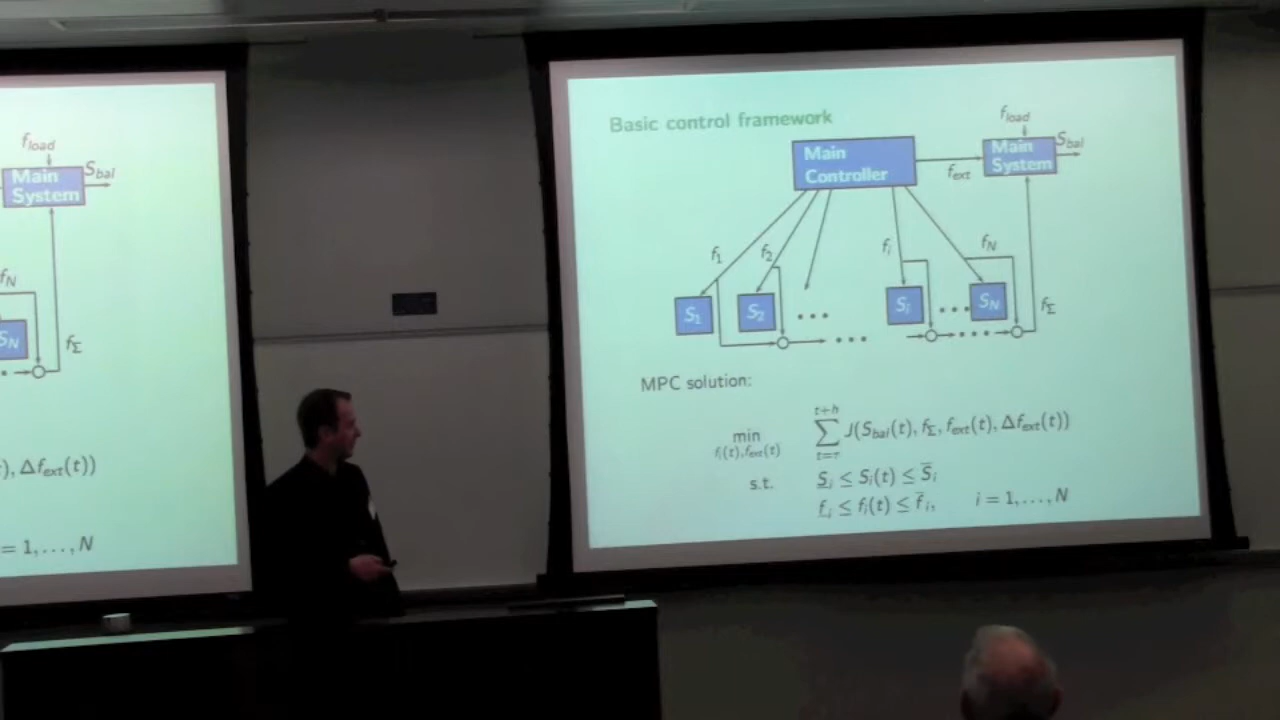 f_load
Main
System
S_bal
f_N
S_N
f_Σ
), Δf_ext(t))
= 1, . . . , N
Basic control framework
f_load
Main
Controller
f_ext
Main
System
S_bal
f_1
f_2
f_i
f_N
S_1
S_2
. . .
S_i
. . .
S_N
f_Σ
. . .
. . . .
MPC solution:
min
f_i(t),f_ext(t)
t+h
∑
t=τ
J(S_bal(t), f_Σ, f_ext(t), Δf_ext(t))
s.t. S̲_i ≤ S_i(t) ≤ S̅_i
f̲_i ≤ f_i(t) ≤ f̅_i, i = 1, . . . , N